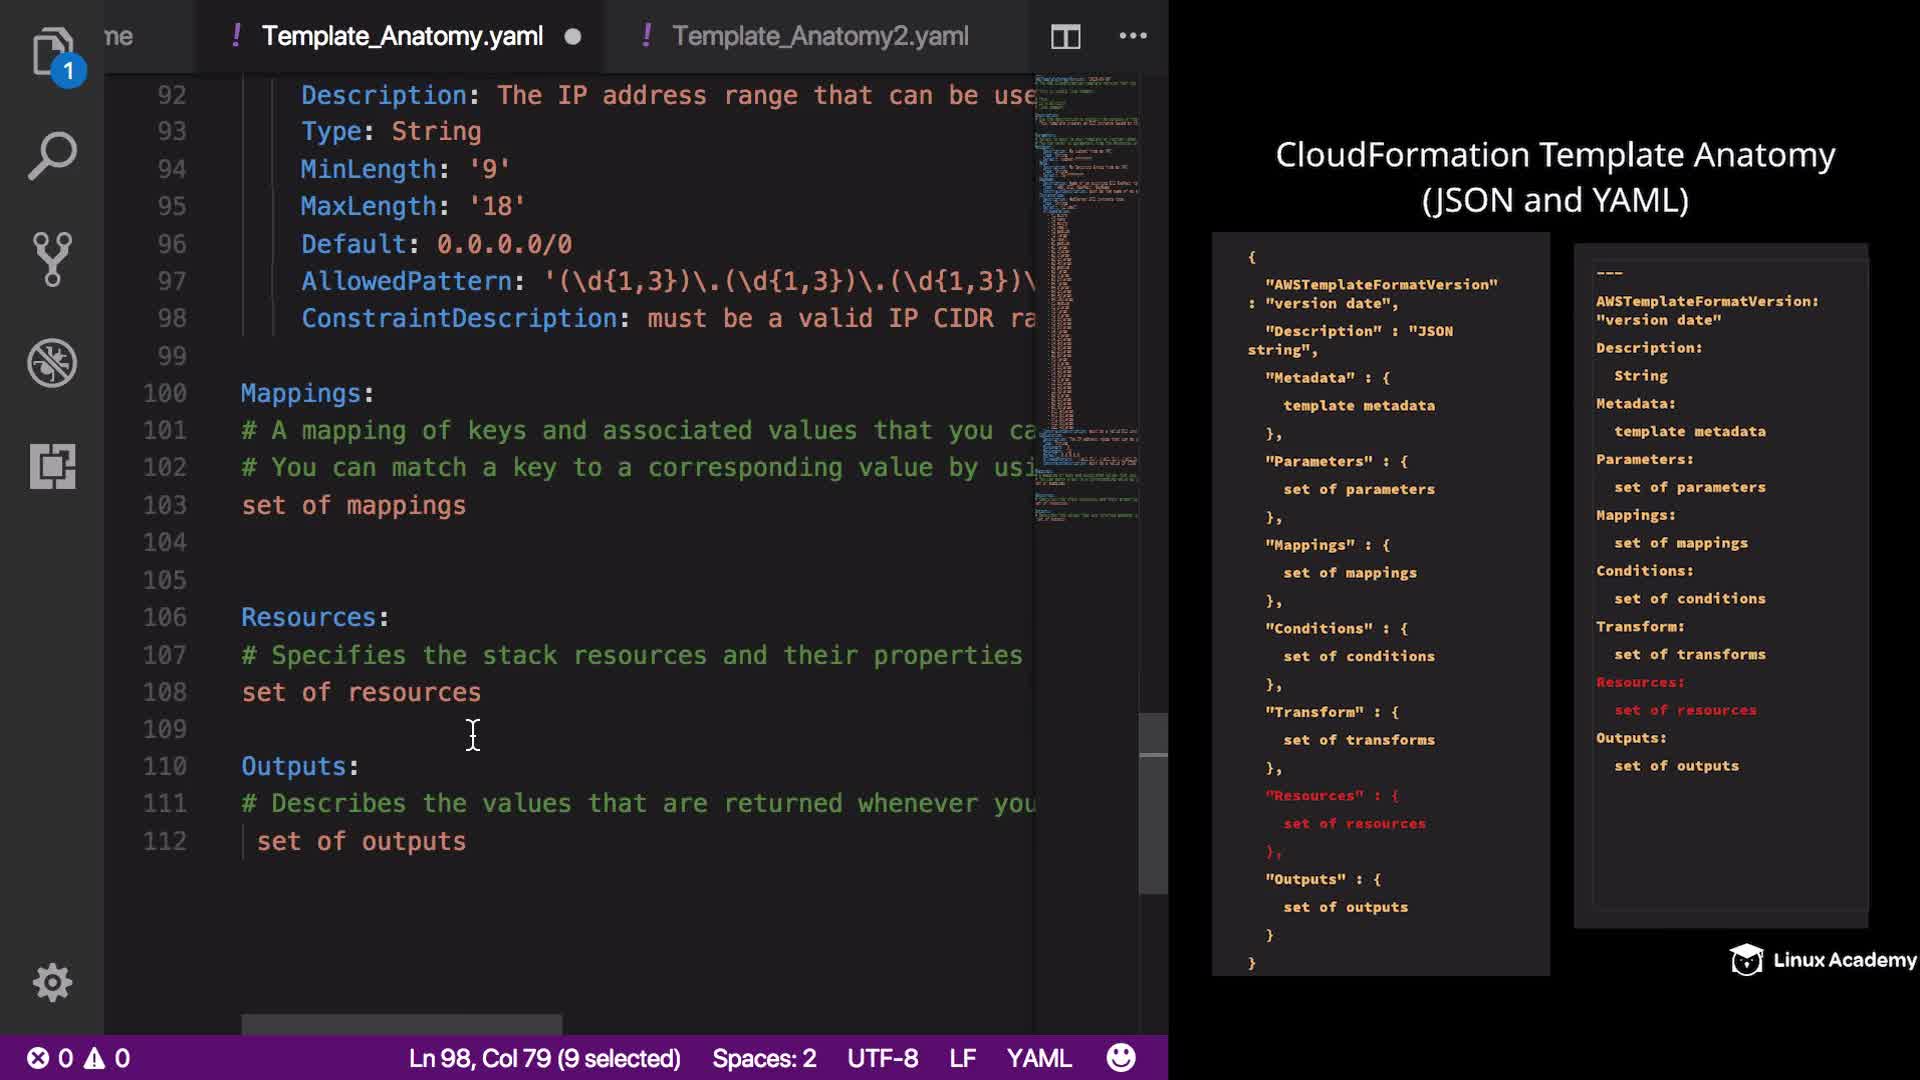 me
! Template_Anatomy.yaml
! Template_Anatomy2.yaml
1
92 Description: The IP address range that can be use
93 Type: String
94 MinLength: '9'
95 MaxLength: '18'
96 Default: 0.0.0.0/0
97 AllowedPattern: '(\d{1,3})\.(\d{1,3})\.(\d{1,3})\
98 ConstraintDescription: must be a valid IP CIDR ra
99
100 Mappings:
101 # A mapping of keys and associated values that you ca
102 # You can match a key to a corresponding value by usi
103 set of mappings
104
105
106 Resources:
107 # Specifies the stack resources and their properties
108 set of resources
109
110 Outputs:
111 # Describes the values that are returned whenever you
112 set of outputs
0 0
Ln 98, Col 79 (9 selected) Spaces: 2 UTF-8 LF YAML
CloudFormation Template Anatomy
(JSON and YAML)
{
"AWSTemplateFormatVersion"
: "version date",
"Description" : "JSON
string",
"Metadata" : {
template metadata
},
"Parameters" : {
set of parameters
},
"Mappings" : {
set of mappings
},
"Conditions" : {
set of conditions
},
"Transform" : {
set of transforms
},
"Resources" : {
set of resources
},
"Outputs" : {
set of outputs
}
}
---
AWSTemplateFormatVersion:
"version date"
Description:
String
Metadata:
template metadata
Parameters:
set of parameters
Mappings:
set of mappings
Conditions:
set of conditions
Transform:
set of transforms
Resources:
set of resources
Outputs:
set of outputs
Linux Academy